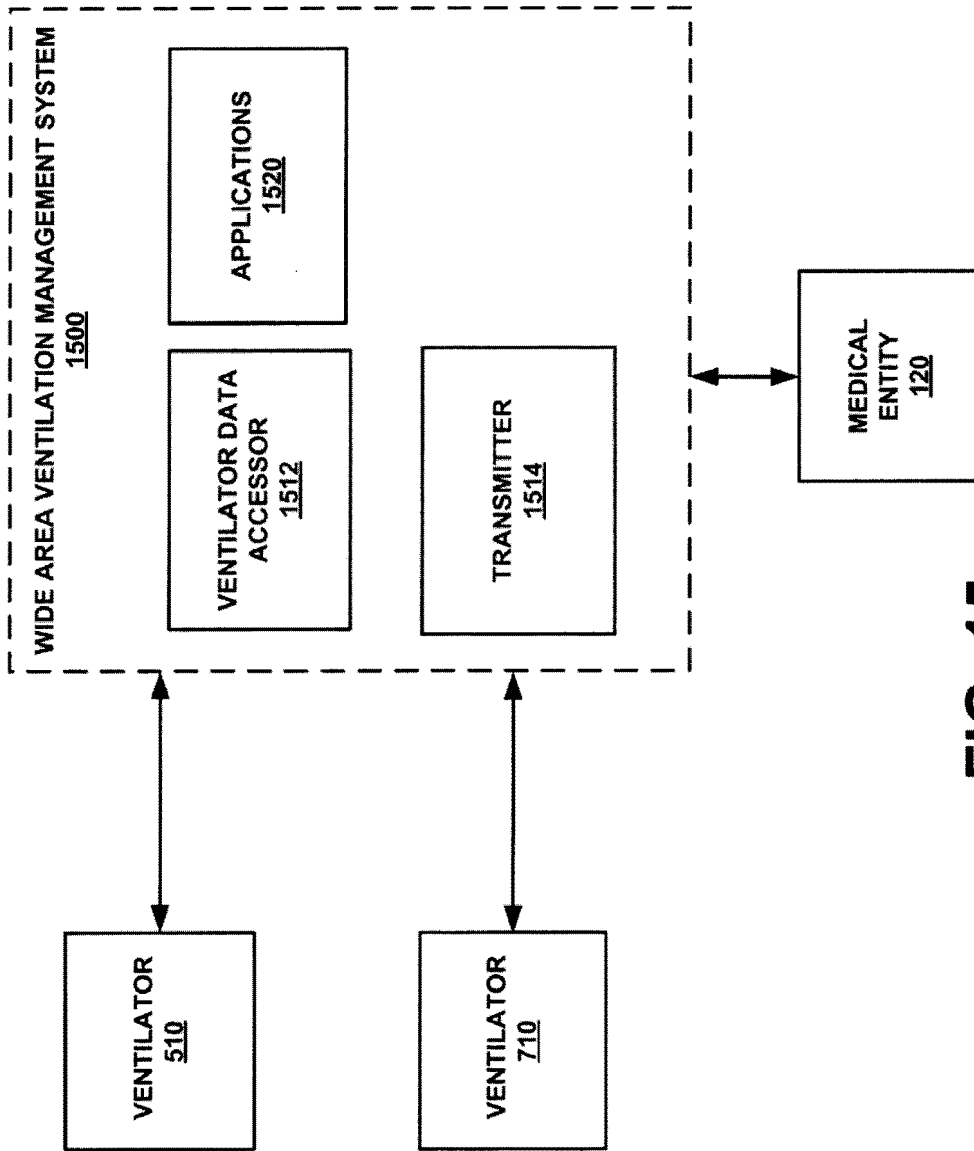 WIDE AREA VENTILATION MANAGEMENT SYSTEM
1500
VENTILATOR
510
VENTILATOR DATA
ACCESSOR
1512
APPLICATIONS
1520
VENTILATOR
710
TRANSMITTER
1514
MEDICAL
ENTITY
120